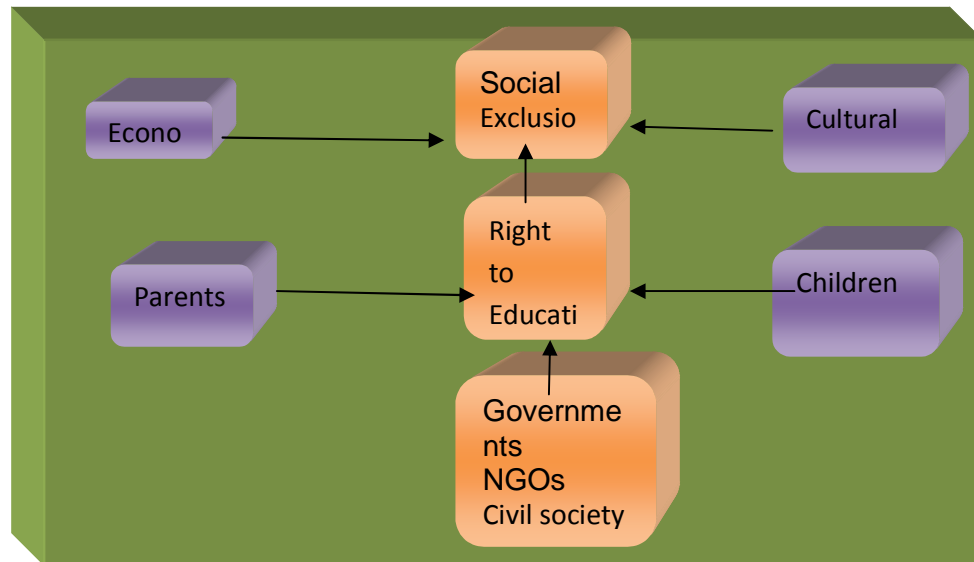 Social
Exclusio
Econo
Cultural
Right
to
Educati
Parents
Children
Governme
nts
NGOs
Civil society